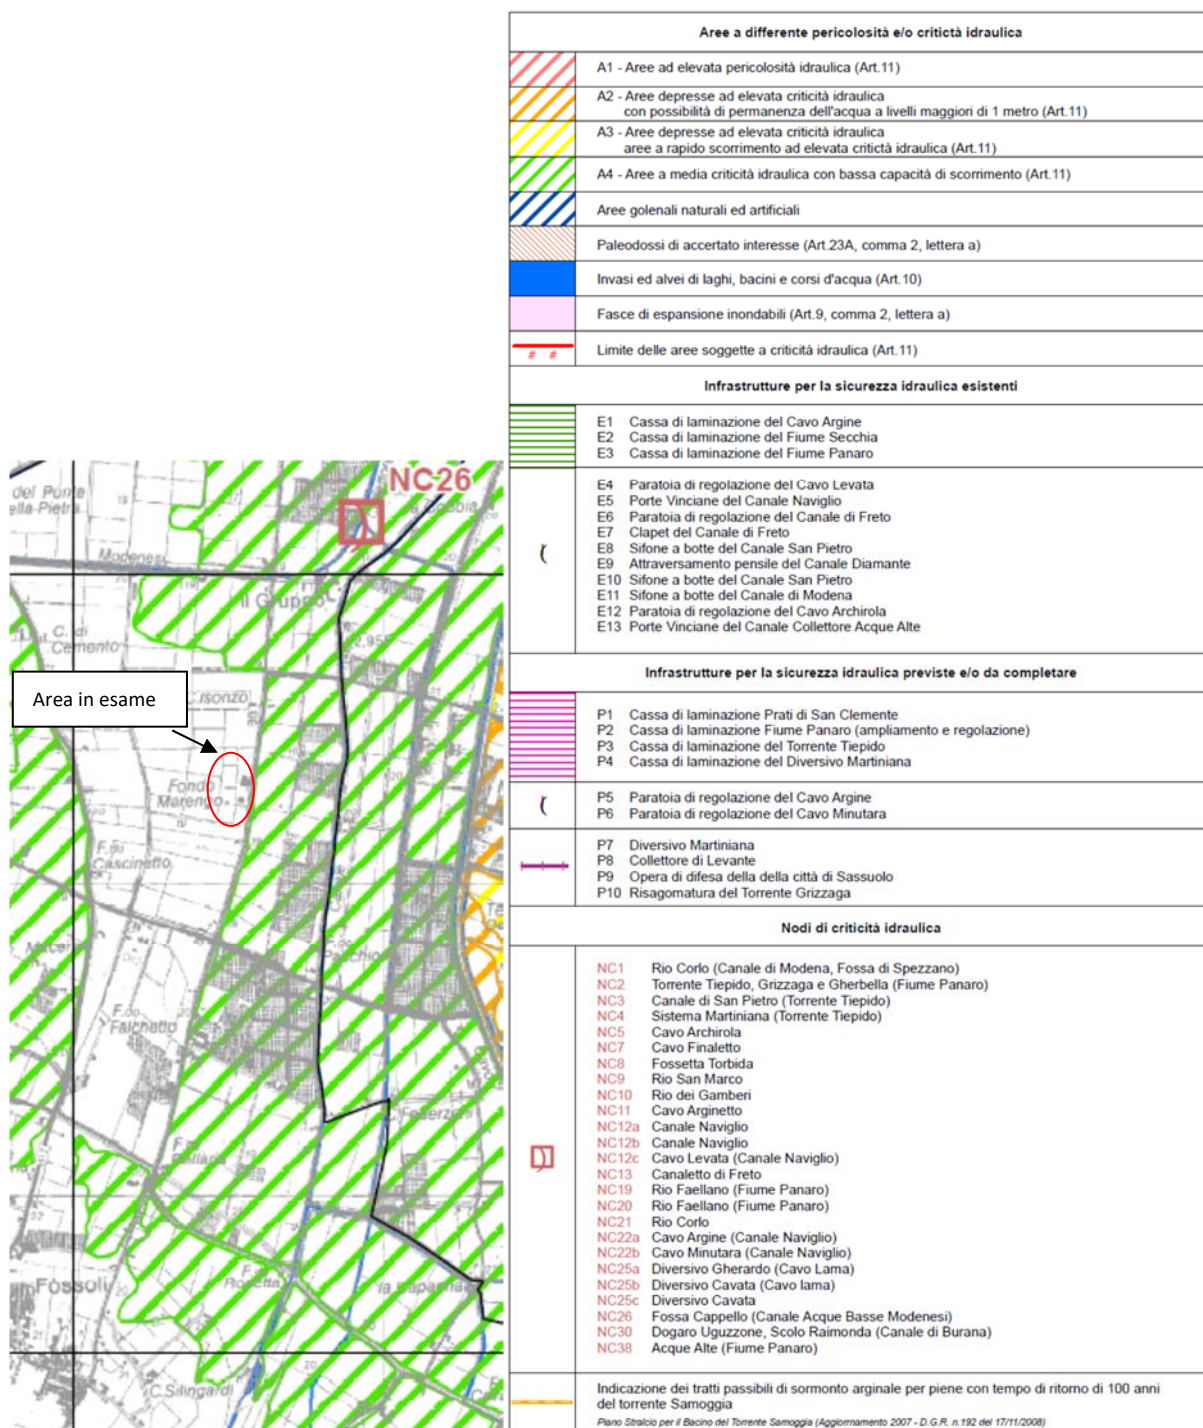 Aree a differente pericolosità e/o critictà idraulica
A1 - Aree ad elevata pericolosità idraulica (Art.11)
A2 - Aree depresse ad elevata criticità idraulica
con possibilità di permanenza dell'acqua a livelli maggiori di 1 metro (Art.11)
A3 - Aree depresse ad elevata criticità idraulica
aree a rapido scorrimento ad elevata critictà idraulica (Art.11)
A4 - Aree a media criticità idraulica con bassa capacità di scorrimento (Art.11)
Aree golenali naturali ed artificiali
Paleodossi di accertato interesse (Art.23A, comma 2, lettera a)
Invasi ed alvei di laghi, bacini e corsi d'acqua (Art.10)
Fasce di espansione inondabili (Art.9, comma 2, lettera a)
# # Limite delle aree soggette a criticità idraulica (Art.11)
Infrastrutture per la sicurezza idraulica esistenti
E1 Cassa di laminazione del Cavo Argine
E2 Cassa di laminazione del Fiume Secchia
E3 Cassa di laminazione del Fiume Panaro
E4 Paratoia di regolazione del Cavo Levata
E5 Porte Vinciane del Canale Naviglio
E6 Paratoia di regolazione del Canale di Freto
E7 Clapet del Canale di Freto
E8 Sifone a botte del Canale San Pietro
E9 Attraversamento pensile del Canale Diamante
E10 Sifone a botte del Canale San Pietro
E11 Sifone a botte del Canale di Modena
E12 Paratoia di regolazione del Cavo Archirola
E13 Porte Vinciane del Canale Collettore Acque Alte
Infrastrutture per la sicurezza idraulica previste e/o da completare
P1 Cassa di laminazione Prati di San Clemente
P2 Cassa di laminazione Fiume Panaro (ampliamento e regolazione)
P3 Cassa di laminazione del Torrente Tiepido
P4 Cassa di laminazione del Diversivo Martiniana
P5 Paratoia di regolazione del Cavo Argine
P6 Paratoia di regolazione del Cavo Minutara
P7 Diversivo Martiniana
P8 Collettore di Levante
P9 Opera di difesa della della città di Sassuolo
P10 Risagomatura del Torrente Grizzaga
Nodi di criticità idraulica
NC1 Rio Corlo (Canale di Modena, Fossa di Spezzano)
NC2 Torrente Tiepido, Grizzaga e Gherbella (Fiume Panaro)
NC3 Canale di San Pietro (Torrente Tiepido)
NC4 Sistema Martiniana (Torrente Tiepido)
NC5 Cavo Archirola
NC7 Cavo Finaletto
NC8 Fossetta Torbida
NC9 Rio San Marco
NC10 Rio dei Gamberi
NC11 Cavo Arginetto
NC12a Canale Naviglio
NC12b Canale Naviglio
NC12c Cavo Levata (Canale Naviglio)
NC13 Canaletto di Freto
NC19 Rio Faellano (Fiume Panaro)
NC20 Rio Faellano (Fiume Panaro)
NC21 Rio Corlo
NC22a Cavo Argine (Canale Naviglio)
NC22b Cavo Minutara (Canale Naviglio)
NC25a Diversivo Gherardo (Cavo Lama)
NC25b Diversivo Cavata (Cavo lama)
NC25c Diversivo Cavata
NC26 Fossa Cappello (Canale Acque Basse Modenesi)
NC30 Dogaro Uguzzone, Scolo Raimonda (Canale di Burana)
NC38 Acque Alte (Fiume Panaro)
Indicazione dei tratti passibili di sormonto arginale per piene con tempo di ritorno di 100 anni
del torrente Samoggia
Piano Stralcio per il Bacino del Torrente Samoggia (Aggiornamento 2007 - D.G.R. n.192 del 17/11/2008)
NC26
del Ponte
ella Pietra
Modenesi
il Gruppo
C. di
Cemento
Area in esame
C. Isonzo
Fondo
Marengo
Cascinetto
Falchetto
Fossoli
C. Silingardi